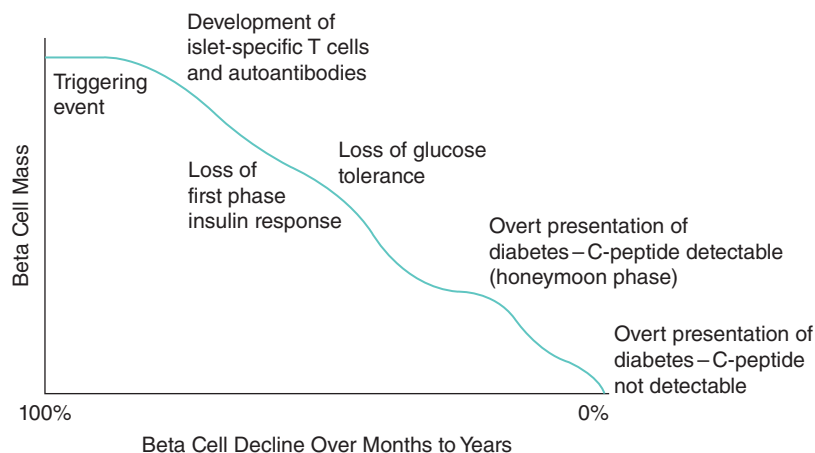 Development of
islet-specific T cells
and autoantibodies
Triggering
event
Loss of glucose
tolerance
Loss of
first phase
insulin response
Overt presentation of
diabetes–C-peptide detectable
(honeymoon phase)
Overt presentation of
diabetes–C-peptide
not detectable
Beta Cell Mass
100%
0%
Beta Cell Decline Over Months to Years